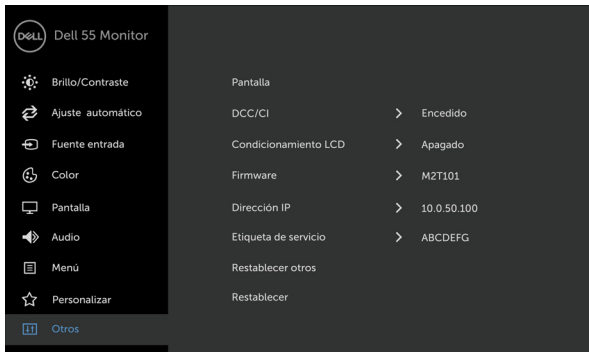 DELL Dell 55 Monitor
Brillo/Contraste
Ajuste automático
Fuente entrada
Color
Pantalla
Audio
Menú
Personalizar
Otros
Pantalla
DCC/CI > Encedido
Condicionamiento LCD > Apagado
Firmware > M2T101
Dirección IP > 10.0.50.100
Etiqueta de servicio > ABCDEFG
Restablecer otros
Restablecer